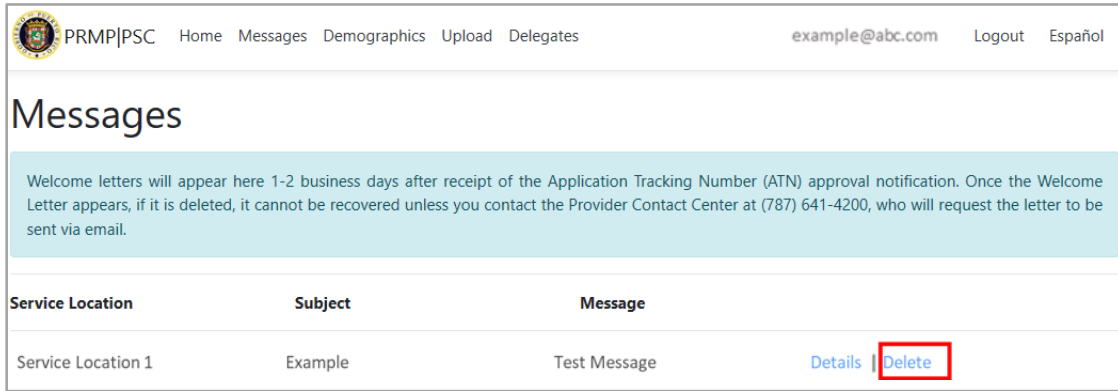 PRMP|PSC Home Messages Demographics Upload Delegates example@abc.com Logout Español
Messages
Welcome letters will appear here 1-2 business days after receipt of the Application Tracking Number (ATN) approval notification. Once the Welcome
Letter appears, if it is deleted, it cannot be recovered unless you contact the Provider Contact Center at (787) 641-4200, who will request the letter to be
sent via email.
Service Location Subject Message
Service Location 1 Example Test Message Details | Delete